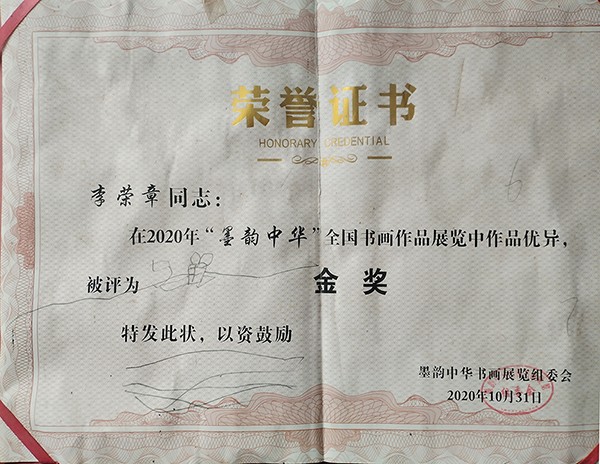 荣誉证书
HONORARY CREDENTIAL
李荣章同志：
在2020年“墨韵中华”全国书画作品展览中作品优异，
被评为 金奖
特发此状，以资鼓励
墨韵中华书画展览组委会
2020年10月31日